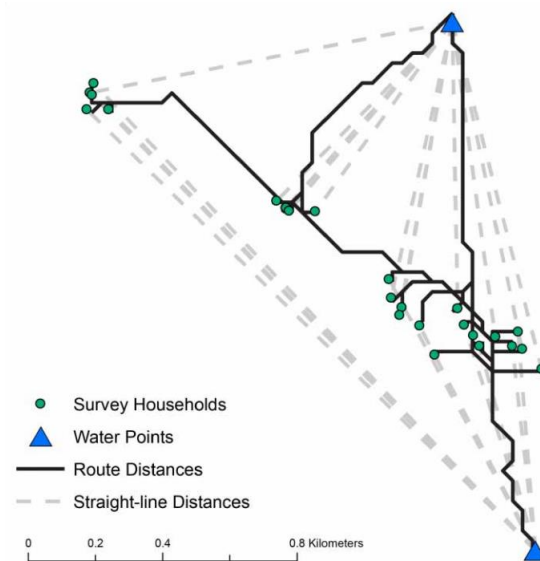 Survey Households
Water Points
Route Distances
Straight-line Distances
0 0.2 0.4 0.8 Kilometers